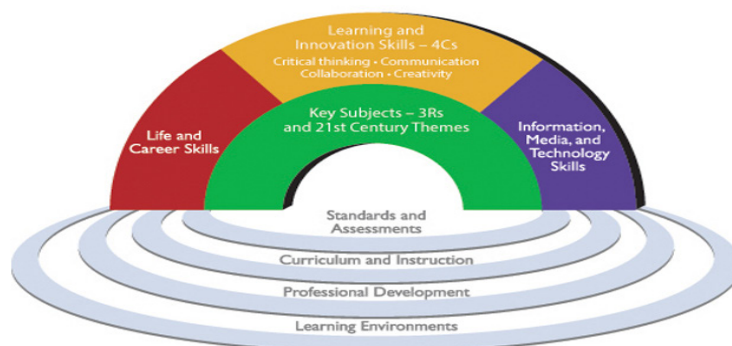 Learning and
Innovation Skills – 4Cs
Critical thinking • Communication
Collaboration • Creativity
Key Subjects – 3Rs
and 21st Century Themes
Life and
Career Skills
Information,
Media, and
Technology
Skills
Standards and
Assessments
Curriculum and Instruction
Professional Development
Learning Environments